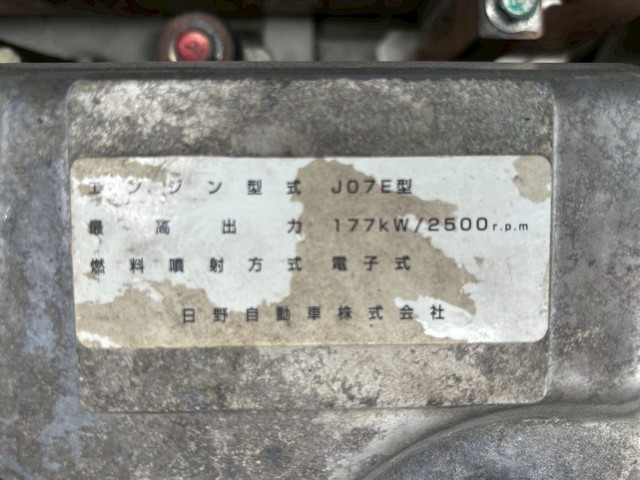 エンジン型式 J07E型
最高出力 177kW/2500r.p.m
燃料噴射方式 電子式
日野自動車株式会社